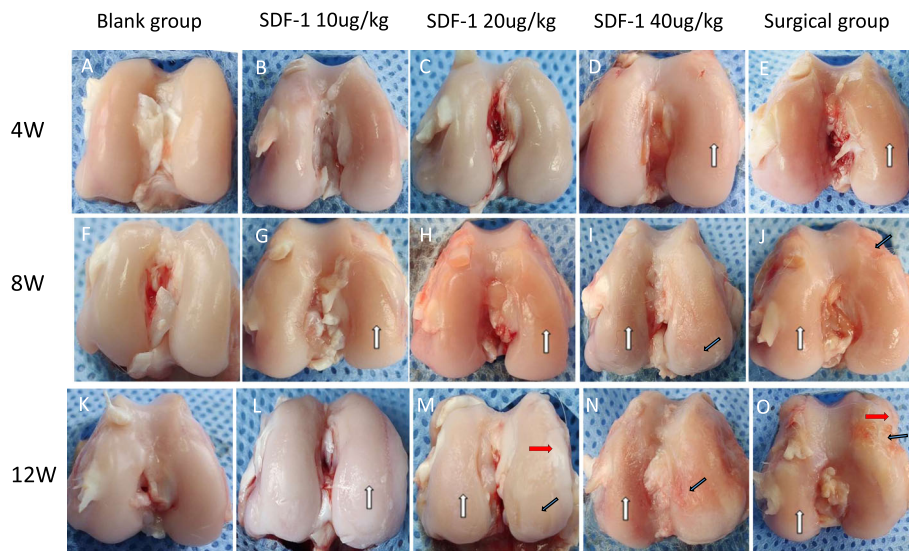 Blank group SDF-1 10ug/kg SDF-1 20ug/kg SDF-1 40ug/kg Surgical group
4W
A B C D E
8W
F G H I J
12W
K L M N O